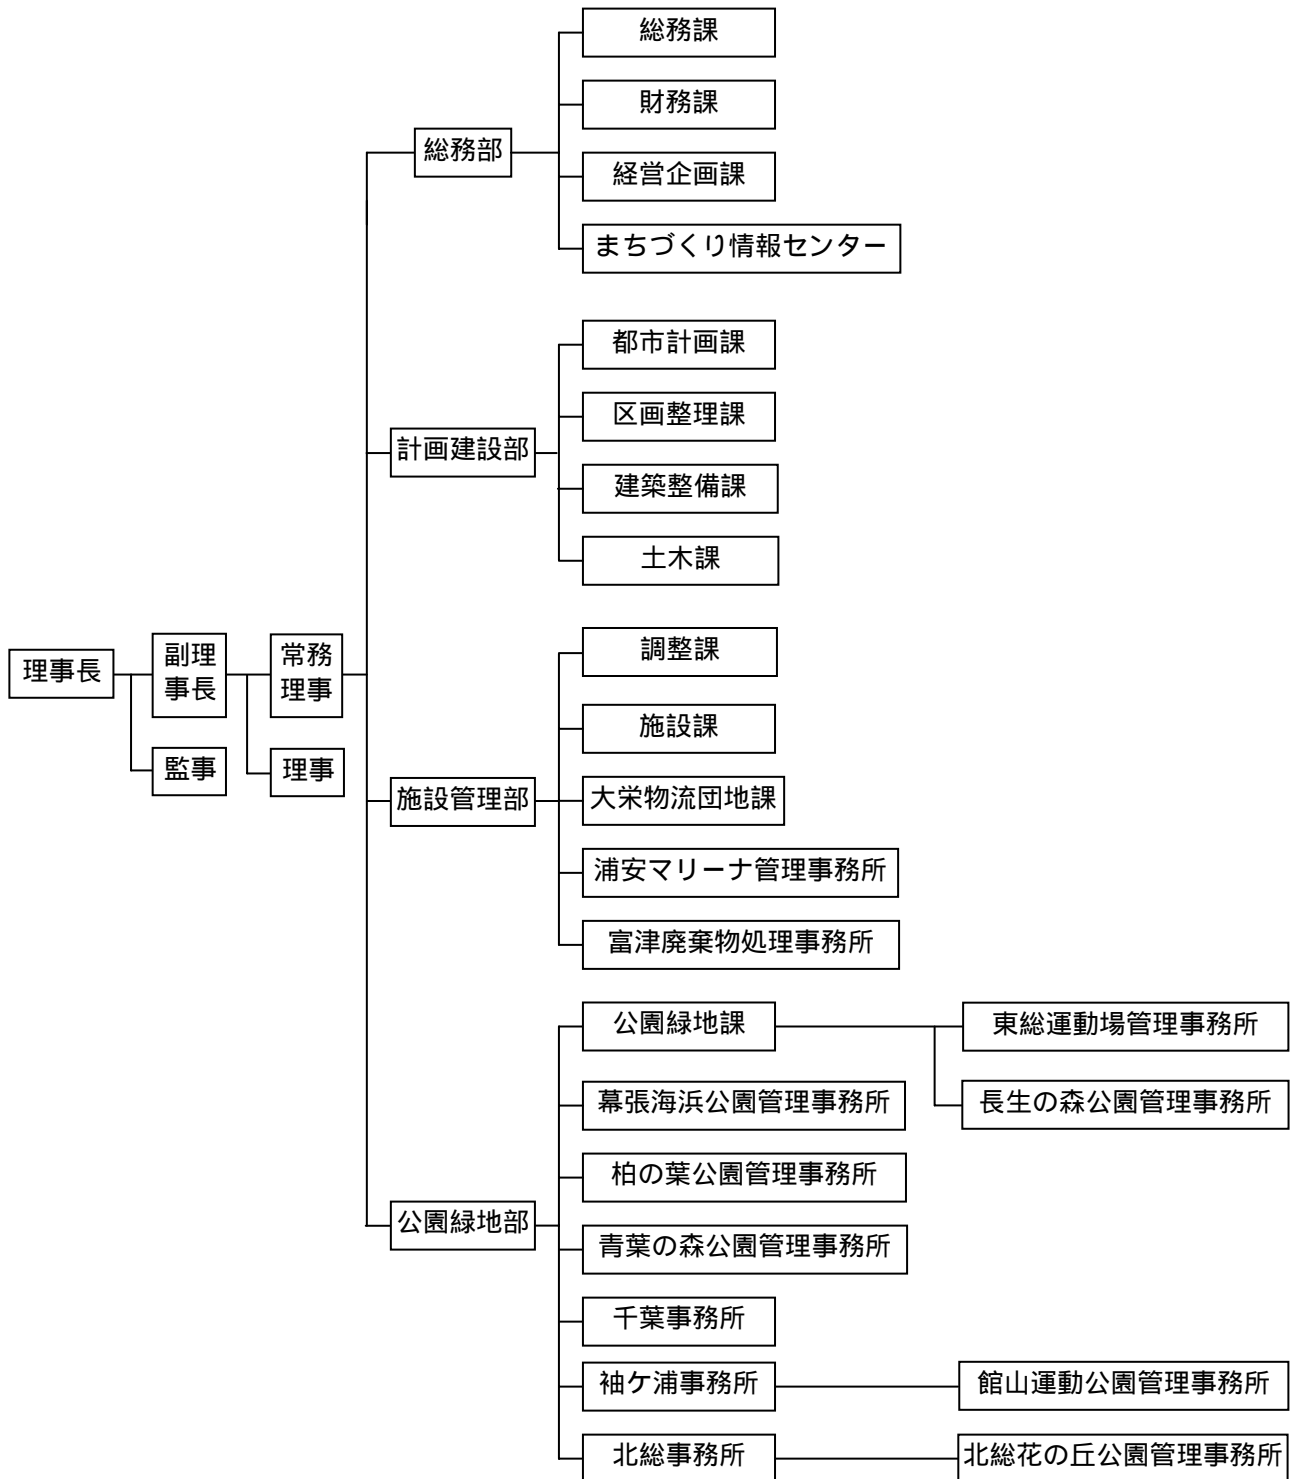 総務課
財務課
総務部
経営企画課
まちづくり情報センター
都市計画課
区画整理課
計画建設部
建築整備課
土木課
理事長
副理
事長
常務
理事
監事
理事
調整課
施設課
施設管理部
大栄物流団地課
浦安マリーナ管理事務所
富津廃棄物処理事務所
公園緑地課
東総運動場管理事務所
幕張海浜公園管理事務所
長生の森公園管理事務所
柏の葉公園管理事務所
公園緑地部
青葉の森公園管理事務所
千葉事務所
袖ケ浦事務所
館山運動公園管理事務所
北総事務所
北総花の丘公園管理事務所